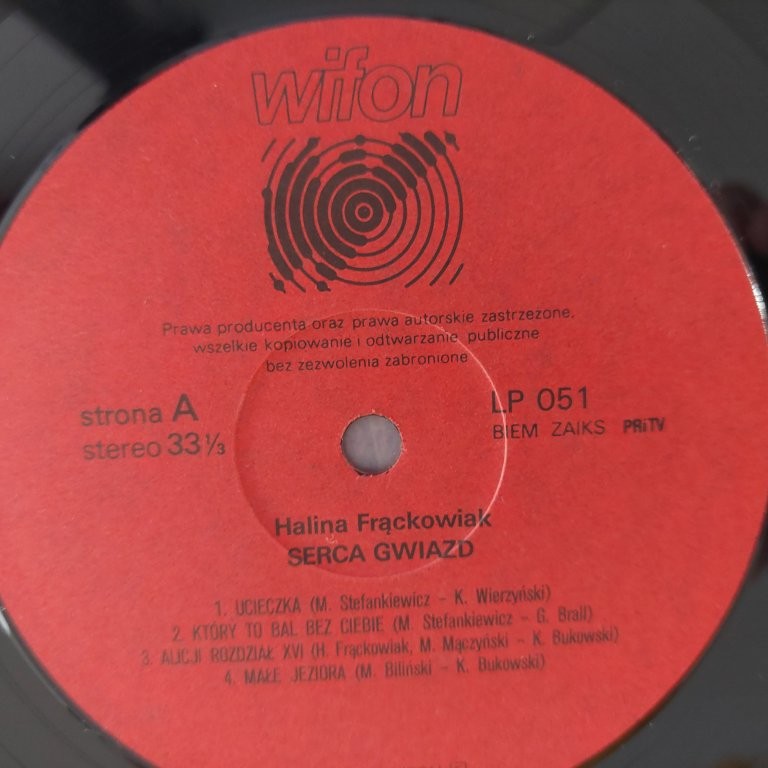 wifon
Prawa producenta oraz prawa autorskie zastrzeżone,
wszelkie kopiowanie i odtwarzanie publiczne
bez zezwolenia zabronione
strona A
stereo 33 ⅓
LP 051
BIEM ZAIKS PRiTV
Halina Frąckowiak
SERCA GWIAZD
1. UCIECZKA (M. Stefankiewicz – K. Wierzyński)
2. KTÓRY TO BAL BEZ CIEBIE (M. Stefankiewicz – G. Brall)
3. ALICJI ROZDZIAŁ XVI (H. Frąckowiak, M. Mączyński – K. Bukowski)
4. MAŁE JEZIORA (M. Biliński – K. Bukowski)